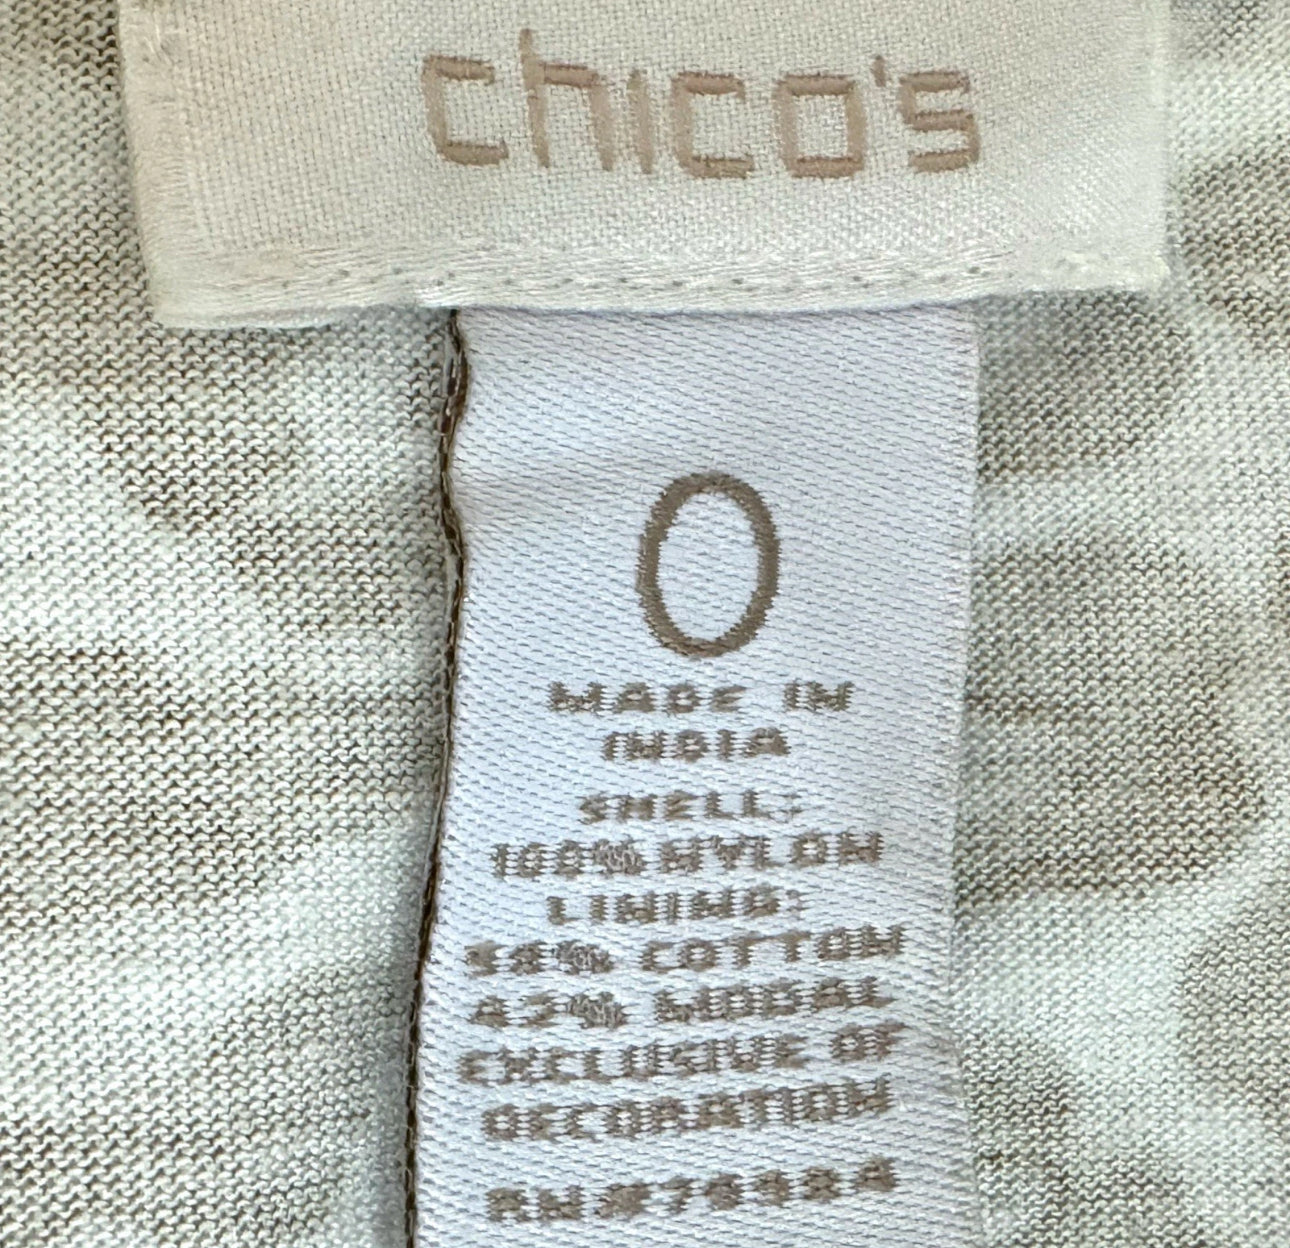 chico's
0
MADE IN
INDIA
SHELL:
100% NYLON
LINING:
58% COTTON
42% MODAL
EXCLUSIVE OF
DECORATION